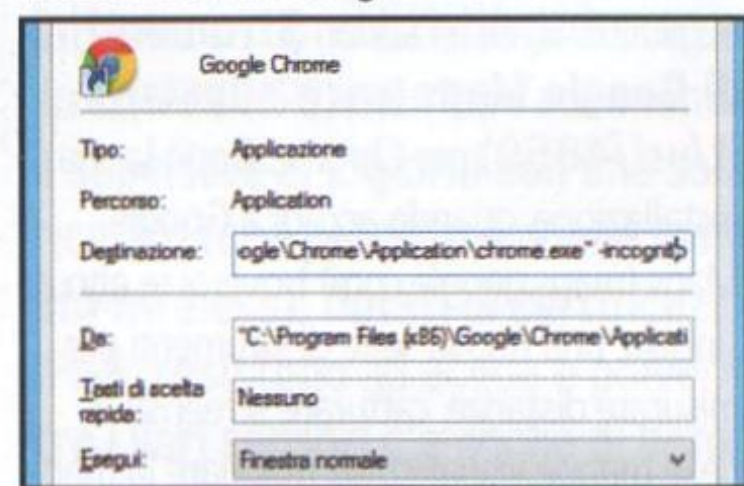 Google Chrome
Tipo: Applicazione
Percorso: Application
Destinazione: ogle\Chrome\Application\chrome.exe" -incognito
Da: "C:\Program Files (x86)\Google\Chrome\Applicati
Tasti di scelta
rapida: Nessuno
Esegui: Finestra normale